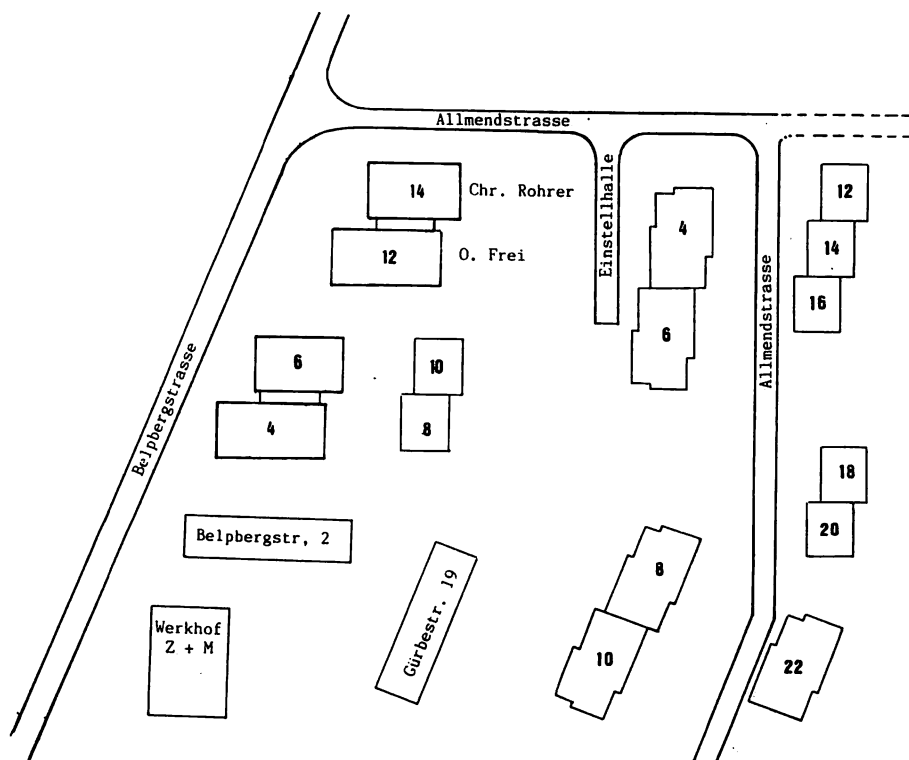 Allmendstrasse
14
Chr. Rohrer
12
O. Frei
Einstellhalle
4
6
Allmendstrasse
12
14
16
Belpbergstrasse
6
4
10
8
18
20
Belpbergstr, 2
Gürbestr. 19
8
10
22
Werkhof
Z + M